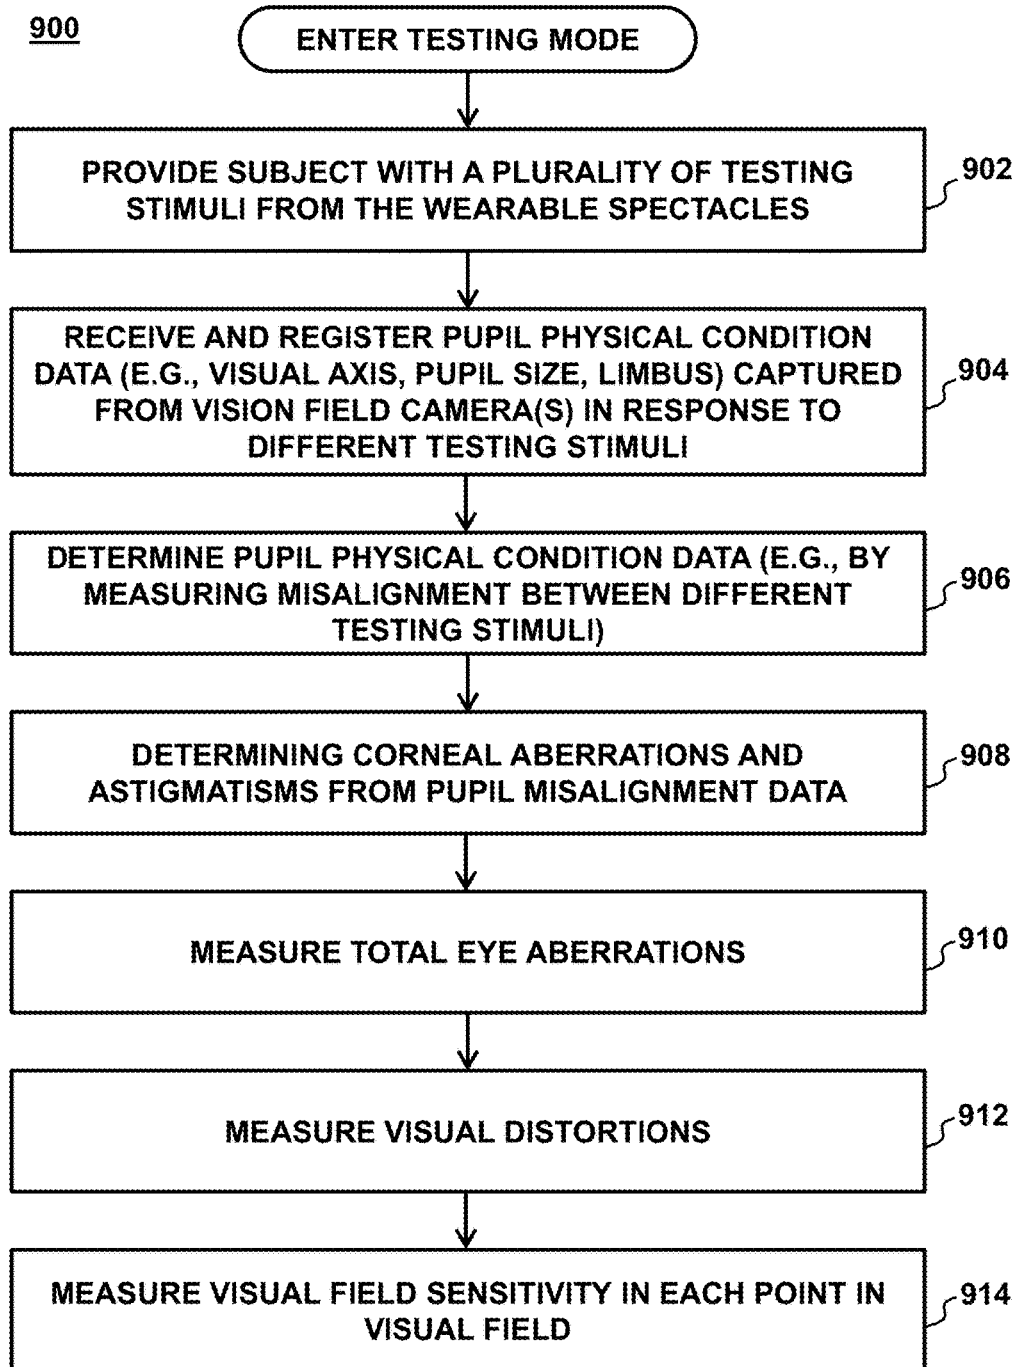 900
ENTER TESTING MODE
PROVIDE SUBJECT WITH A PLURALITY OF TESTING
STIMULI FROM THE WEARABLE SPECTACLES
902
RECEIVE AND REGISTER PUPIL PHYSICAL CONDITION
DATA (E.G., VISUAL AXIS, PUPIL SIZE, LIMBUS) CAPTURED
FROM VISION FIELD CAMERA(S) IN RESPONSE TO
DIFFERENT TESTING STIMULI
904
DETERMINE PUPIL PHYSICAL CONDITION DATA (E.G., BY
MEASURING MISALIGNMENT BETWEEN DIFFERENT
TESTING STIMULI)
906
DETERMINING CORNEAL ABERRATIONS AND
ASTIGMATISMS FROM PUPIL MISALIGNMENT DATA
908
MEASURE TOTAL EYE ABERRATIONS
910
MEASURE VISUAL DISTORTIONS
912
MEASURE VISUAL FIELD SENSITIVITY IN EACH POINT IN
VISUAL FIELD
914